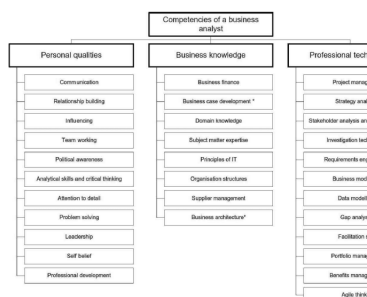 Competencies of a business
analyst
Personal qualities
Communication
Relationship building
Influencing
Team working
Political awareness
Analytical skills and critical thinking
Attention to detail
Problem solving
Leadership
Self belief
Professional development
Business knowledge
Business finance
Business case development *
Domain knowledge
Subject matter expertise
Principles of IT
Organisation structures
Supplier management
Business architecture*
Professional tech
Project manag
Strategy anal
Stakeholder analysis an
Investigation tec
Requirements eng
Business mod
Data modell
Gap analys
Facilitation
Portfolio manag
Benefits manag
Agile think